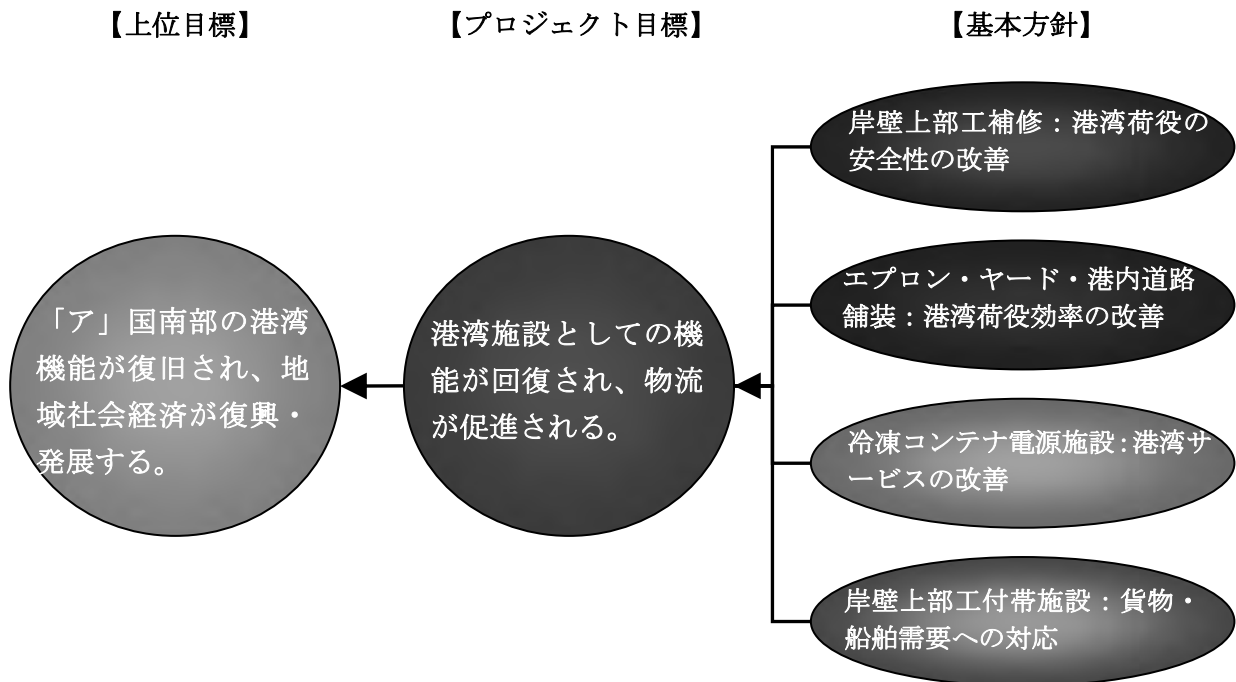 【上位目標】
【プロジェクト目標】
【基本方針】
「ア」国南部の港湾
機能が復旧され、地
域社会経済が復興・
発展する。
港湾施設としての機
能が回復され、物流
が促進される。
岸壁上部工補修：港湾荷役の
安全性の改善
エプロン・ヤード・港内道路
舗装：港湾荷役効率の改善
冷凍コンテナ電源施設：港湾サ
ービスの改善
岸壁上部工付帯施設：貨物・
船舶需要への対応